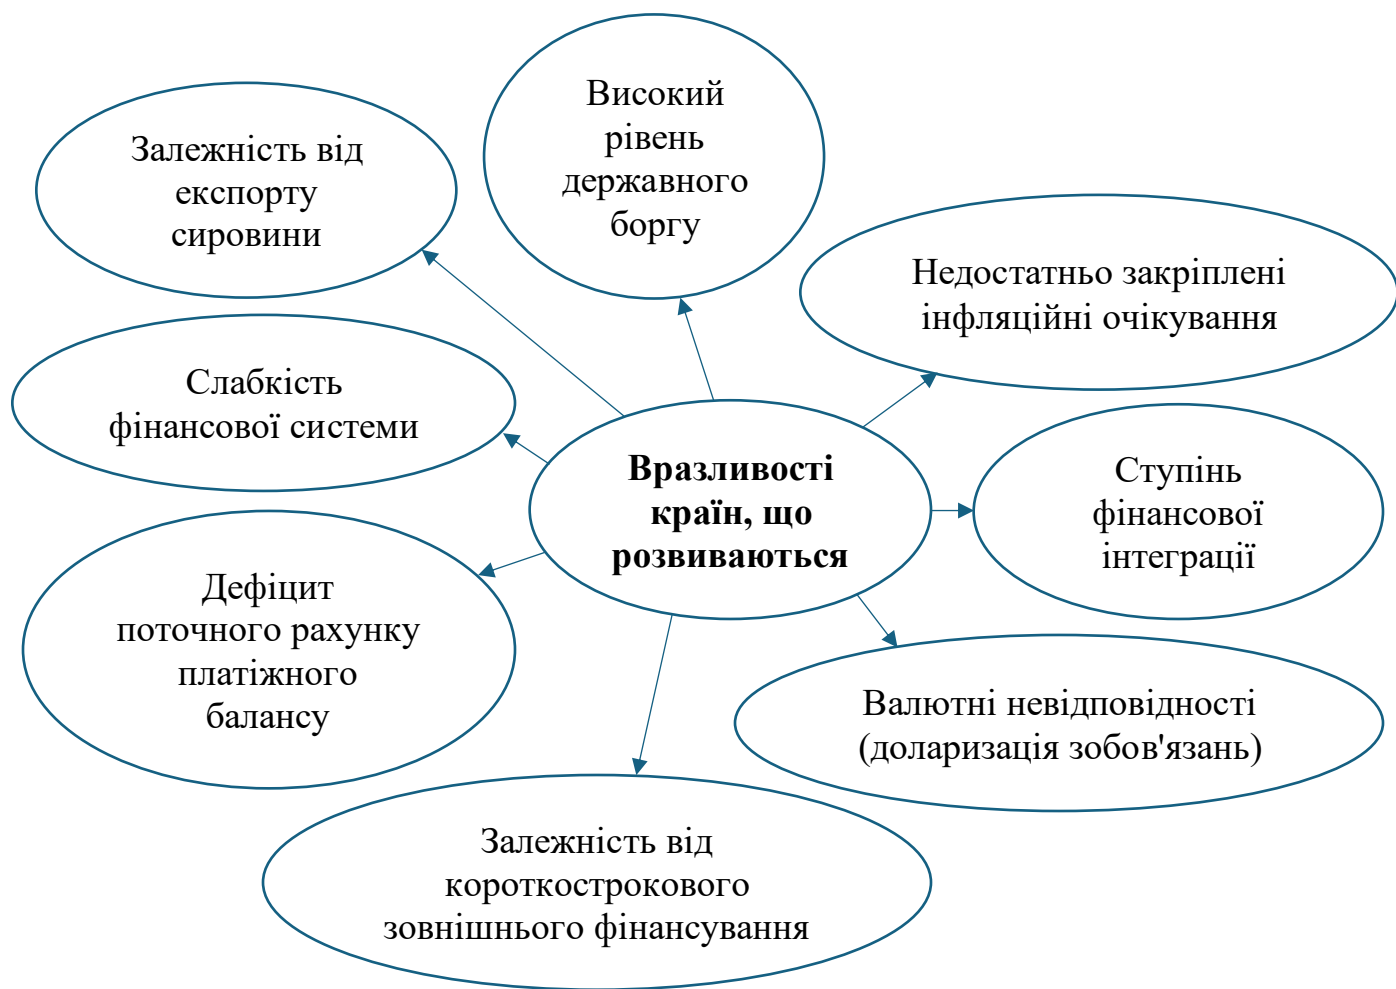 Високий
рівень
державного
боргу
Залежність від
експорту
сировини
Недостатньо закріплені
інфляційні очікування
Слабкість
фінансової системи
Вразливості
країн, що
розвиваються
Ступінь
фінансової
інтеграції
Дефіцит
поточного рахунку
платіжного
балансу
Валютні невідповідності
(доларизація зобов'язань)
Залежність від
короткострокового
зовнішнього фінансування